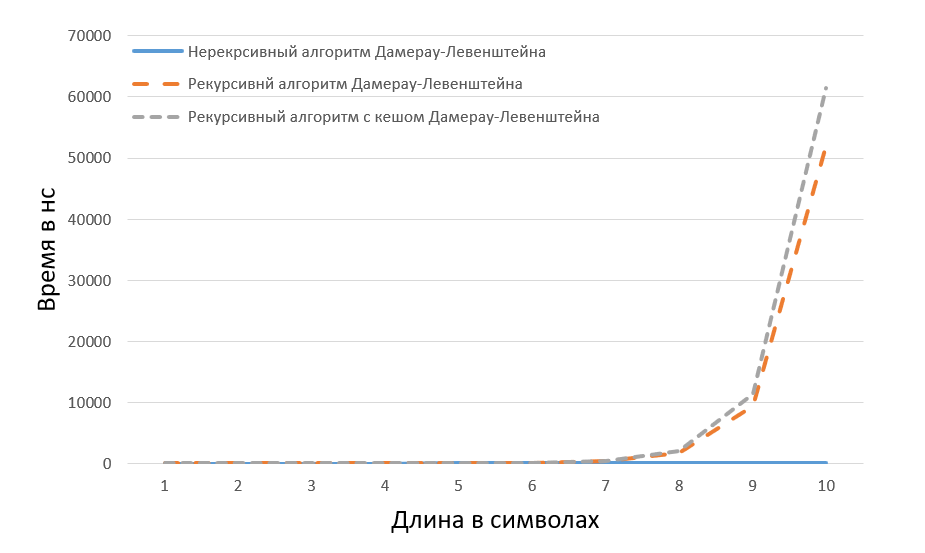 70000
60000
50000
40000
30000
20000
10000
0
Нерекрсивный алгоритм Дамерау-Левенштейна
Рекурсивнй алгоритм Дамерау-Левенштейна
Рекурсивный алгоритм с кешом Дамерау-Левенштейна
Время в нс
1 2 3 4 5 6 7 8 9 10
Длина в символах